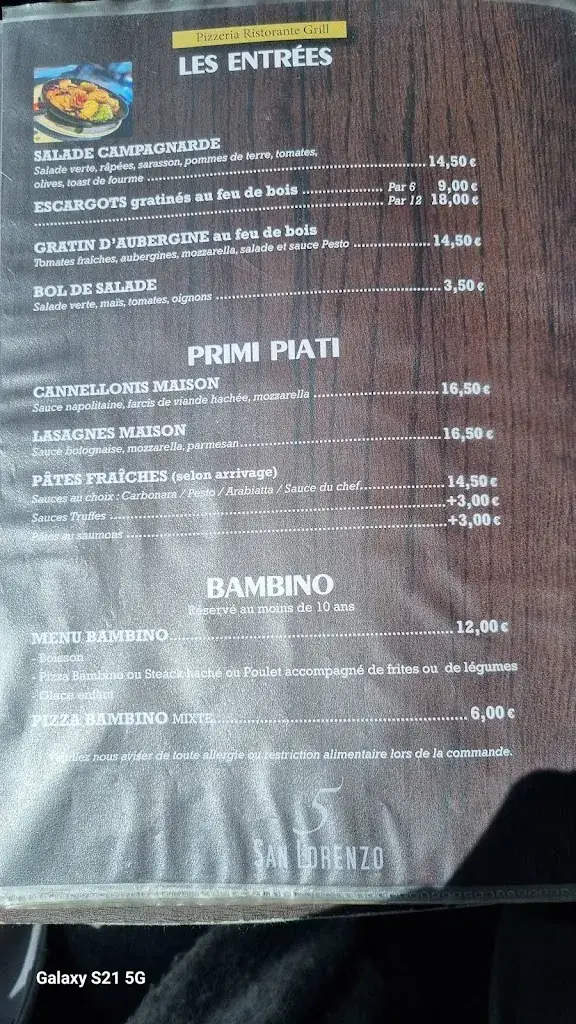 Pizzeria Ristorante Grill
LES ENTRÉES
SALADE CAMPAGNARDE
Salade verte, râpées, sarasson, pommes de terre, tomates,
olives, toast de fourme ........ 14,50 €
ESCARGOTS gratinés au feu de bois ........ Par 6 9,00 €
........ Par 12 18,00 €
GRATIN D'AUBERGINE au feu de bois
Tomates fraîches, aubergines, mozzarella, salade et sauce Pesto ........ 14,50 €
BOL DE SALADE
Salade verte, maïs, tomates, oignons ........ 3,50 €
PRIMI PIATI
CANNELLONIS MAISON
Sauce napolitaine, farcis de viande hachée, mozzarella ........ 16,50 €
LASAGNES MAISON
Sauce bolognaise, mozzarella, parmesan ........ 16,50 €
PÂTES FRAÎCHES (selon arrivage)
Sauces au choix : Carbonara / Pesto / Arabiatta / Sauce du chef ........ 14,50 €
Sauces Truffes ........ +3,00 €
Pâtes au saumons ........ +3,00 €
BAMBINO
Réservé au moins de 10 ans
MENU BAMBINO ........ 12,00 €
- Boisson
- Pizza Bambino ou Steack haché ou Poulet accompagné de frites ou de légumes
- Glace enfant
PIZZA BAMBINO MIXTE ........ 6,00 €
Veuillez nous aviser de toute allergie ou restriction alimentaire lors de la commande.
SAN LORENZO
Galaxy S21 5G